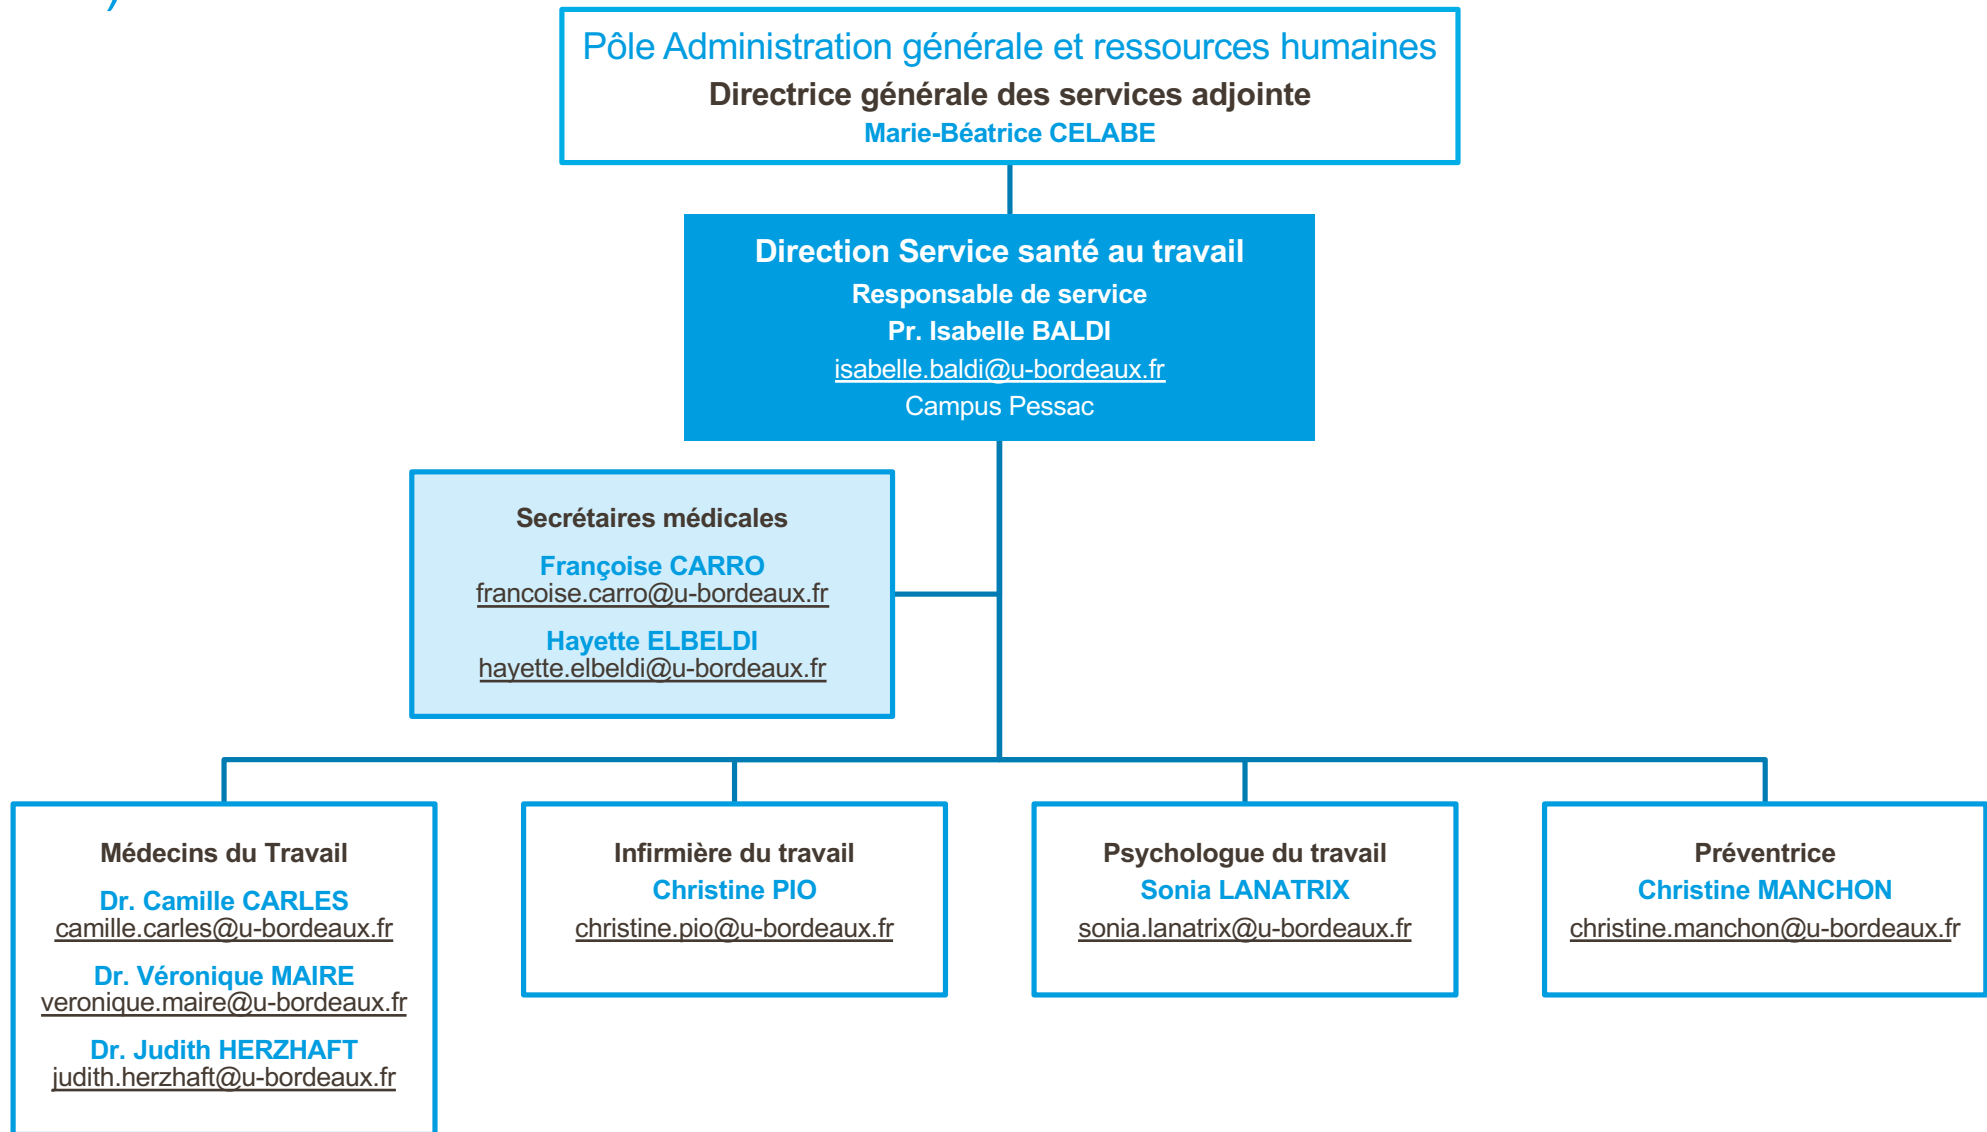 Pôle Administration générale et ressources humaines
Directrice générale des services adjointe
Marie-Béatrice CELABE
Direction Service santé au travail
Responsable de service
Pr. Isabelle BALDI
isabelle.baldi@u-bordeaux.fr
Campus Pessac
Secrétaires médicales
Françoise CARRO
francoise.carro@u-bordeaux.fr
Hayette ELBELDI
hayette.elbeldi@u-bordeaux.fr
Médecins du Travail
Dr. Camille CARLES
camille.carles@u-bordeaux.fr
Dr. Véronique MAIRE
veronique.maire@u-bordeaux.fr
Dr. Judith HERZHAFT
judith.herzhaft@u-bordeaux.fr
Infirmière du travail
Christine PIO
christine.pio@u-bordeaux.fr
Psychologue du travail
Sonia LANATRIX
sonia.lanatrix@u-bordeaux.fr
Préventrice
Christine MANCHON
christine.manchon@u-bordeaux.fr